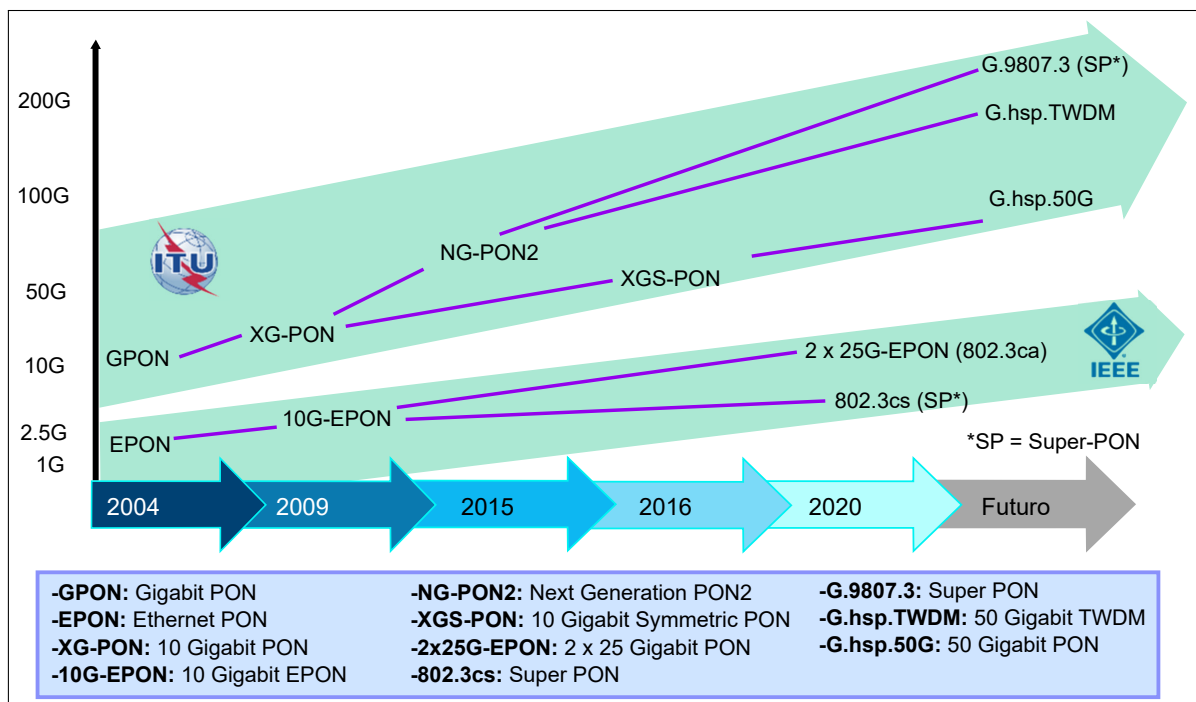 200G
100G
50G
10G
2.5G
1G
G.9807.3 (SP*)
G.hsp.TWDM
G.hsp.50G
NG-PON2
XGS-PON
XG-PON
GPON
ITU
IEEE
2 x 25G-EPON (802.3ca)
802.3cs (SP*)
10G-EPON
EPON
*SP = Super-PON
2004
2009
2015
2016
2020
Futuro
-GPON: Gigabit PON
-EPON: Ethernet PON
-XG-PON: 10 Gigabit PON
-10G-EPON: 10 Gigabit EPON
-NG-PON2: Next Generation PON2
-XGS-PON: 10 Gigabit Symmetric PON
-2x25G-EPON: 2 x 25 Gigabit PON
-802.3cs: Super PON
-G.9807.3: Super PON
-G.hsp.TWDM: 50 Gigabit TWDM
-G.hsp.50G: 50 Gigabit PON